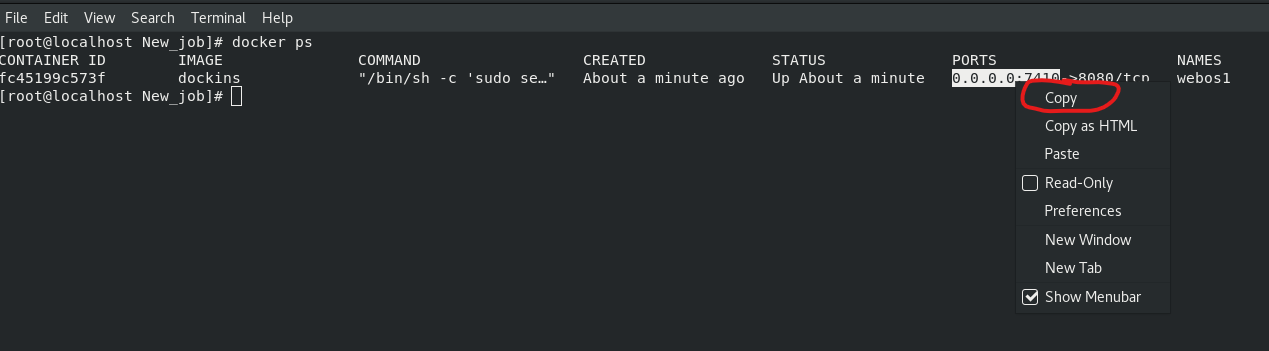 File Edit View Search Terminal Help
[root@localhost New_job]# docker ps
CONTAINER ID IMAGE COMMAND CREATED STATUS PORTS NAMES
fc45199c573f dockins "/bin/sh -c 'sudo se…" About a minute ago Up About a minute 0.0.0.0:7410->8080/tcp webos1
[root@localhost New_job]#
Copy
Copy as HTML
Paste
Read-Only
Preferences
New Window
New Tab
Show Menubar